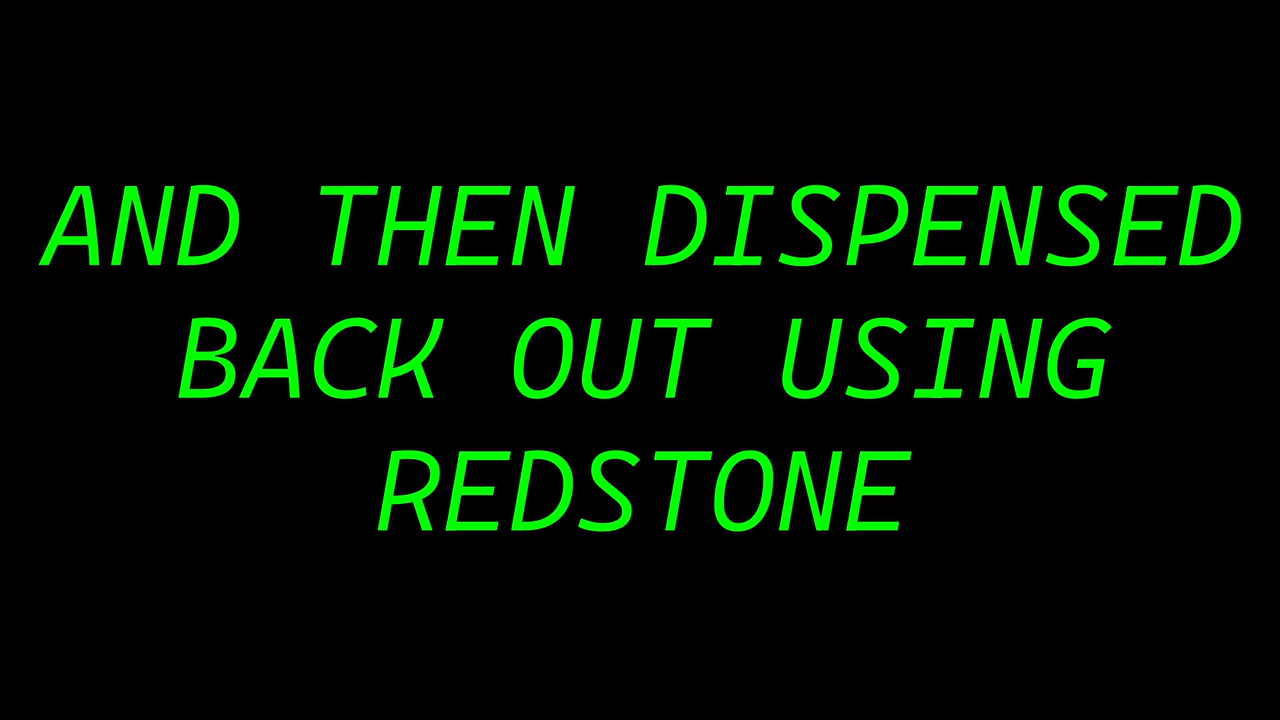 AND THEN DISPENSED
BACK OUT USING
REDSTONE